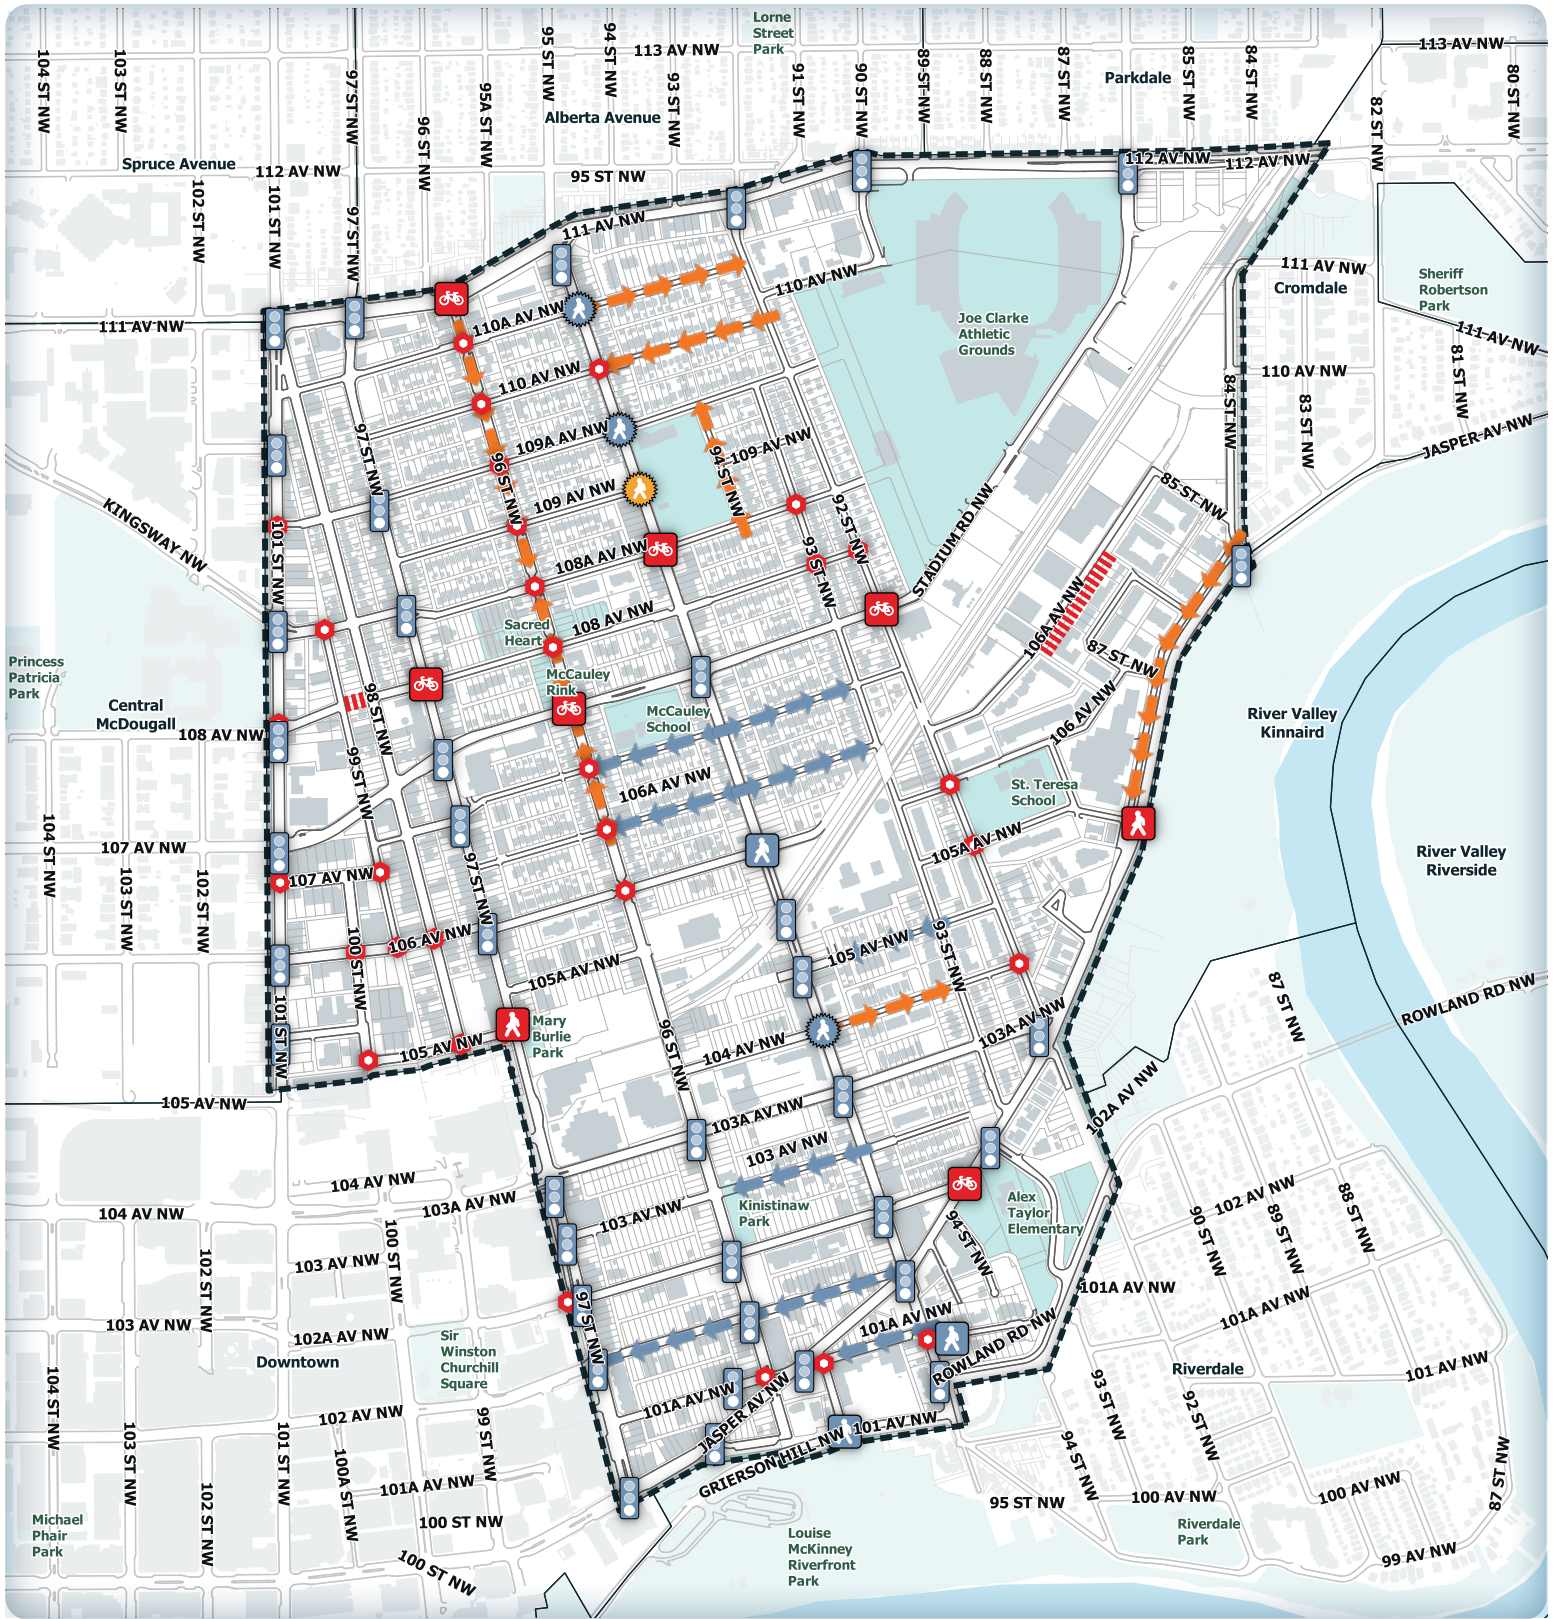 Lorne
Street
Park
113 AV NW
113 AV NW
104 ST NW
103 ST NW
97 ST NW
95 ST NW
94 ST NW
93 ST NW
91 ST NW
90 ST NW
89 ST NW
88 ST NW
87 ST NW
85 ST NW
84 ST NW
82 ST NW
80 ST NW
Parkdale
95A ST NW
96 ST NW
Alberta Avenue
Spruce Avenue
112 AV NW
95 ST NW
112 AV NW
112 AV NW
102 ST NW
101 ST NW
97 ST NW
111 AV NW
111 AV NW
Cromdale
Sheriff
Robertson
Park
110 AV NW
111 AV NW
110A AV NW
Joe Clarke
Athletic
Grounds
111 AV NW
110 AV NW
110 AV NW
81 ST NW
84 ST NW
83 ST NW
JASPER AV NW
97 ST NW
109A AV NW
109 AV NW
94 ST NW
96 ST NW
109 AV NW
85 ST NW
KINGSWAY NW
101 ST NW
92 ST NW
STADIUM RD NW
108A AV NW
93 ST NW
106A AV NW
Sacred
Heart
108 AV NW
87 ST NW
Princess
Patricia
Park
McCauley
Rink
98 ST NW
McCauley
School
106 AV NW
Central
McDougall
108 AV NW
River Valley
Kinnaird
99 ST NW
106A AV NW
St. Teresa
School
104 ST NW
107 AV NW
105A AV NW
River Valley
Riverside
103 ST NW
102 ST NW
107 AV NW
97 ST NW
106 AV NW
105 AV NW
93 ST NW
100 ST NW
105A AV NW
87 ST NW
ROWLAND RD NW
101 ST NW
Mary
Burlie
Park
96 ST NW
103A AV NW
105 AV NW
104 AV NW
102A AV NW
105 AV NW
103A AV NW
103 AV NW
104 AV NW
103A AV NW
104 AV NW
103 AV NW
Kinistinaw
Park
Alex
Taylor
Elementary
94 ST NW
102 AV NW
90 ST NW
89 ST NW
88 ST NW
102 ST NW
103 AV NW
100 ST NW
101A AV NW
101A AV NW
103 AV NW
102A AV NW
97 ST NW
101A AV NW
ROWLAND RD NW
Downtown
Sir
Winston
Churchill
Square
Riverdale
101 AV NW
104 ST NW
101A AV NW
JASPER AV NW
93 ST NW
92 ST NW
102 AV NW
101 AV NW
103 ST NW
101 ST NW
99 ST NW
100A ST NW
GRIERSON HILL NW
94 ST NW
87 ST NW
101A AV NW
102 ST NW
95 ST NW
100 AV NW
100 AV NW
100 ST NW
Michael
Phair
Park
Louise
McKinney
Riverfront
Park
Riverdale
Park
99 AV NW
100 ST NW